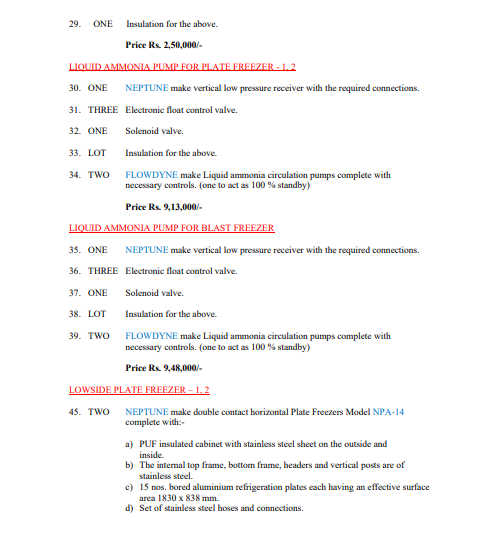 29. ONE Insulation for the above.
Price Rs. 2,50,000/-
LIQUID AMMONIA PUMP FOR PLATE FREEZER - 1, 2
30. ONE NEPTUNE make vertical low pressure receiver with the required connections.
31. THREE Electronic float control valve.
32. ONE Solenoid valve.
33. LOT Insulation for the above.
34. TWO FLOWDYNE make Liquid ammonia circulation pumps complete with
necessary controls. (one to act as 100 % standby)
Price Rs. 9,13,000/-
LIQUID AMMONIA PUMP FOR BLAST FREEZER
35. ONE NEPTUNE make vertical low pressure receiver with the required connections.
36. THREE Electronic float control valve.
37. ONE Solenoid valve.
38. LOT Insulation for the above.
39. TWO FLOWDYNE make Liquid ammonia circulation pumps complete with
necessary controls. (one to act as 100 % standby)
Price Rs. 9,48,000/-
LOWSIDE PLATE FREEZER – 1, 2
45. TWO NEPTUNE make double contact horizontal Plate Freezers Model NPA-14
complete with:-
a) PUF insulated cabinet with stainless steel sheet on the outside and
inside.
b) The internal top frame, bottom frame, headers and vertical posts are of
stainless steel.
c) 15 nos. bored aluminium refrigeration plates each having an effective surface
area 1830 x 838 mm.
d) Set of stainless steel hoses and connections.